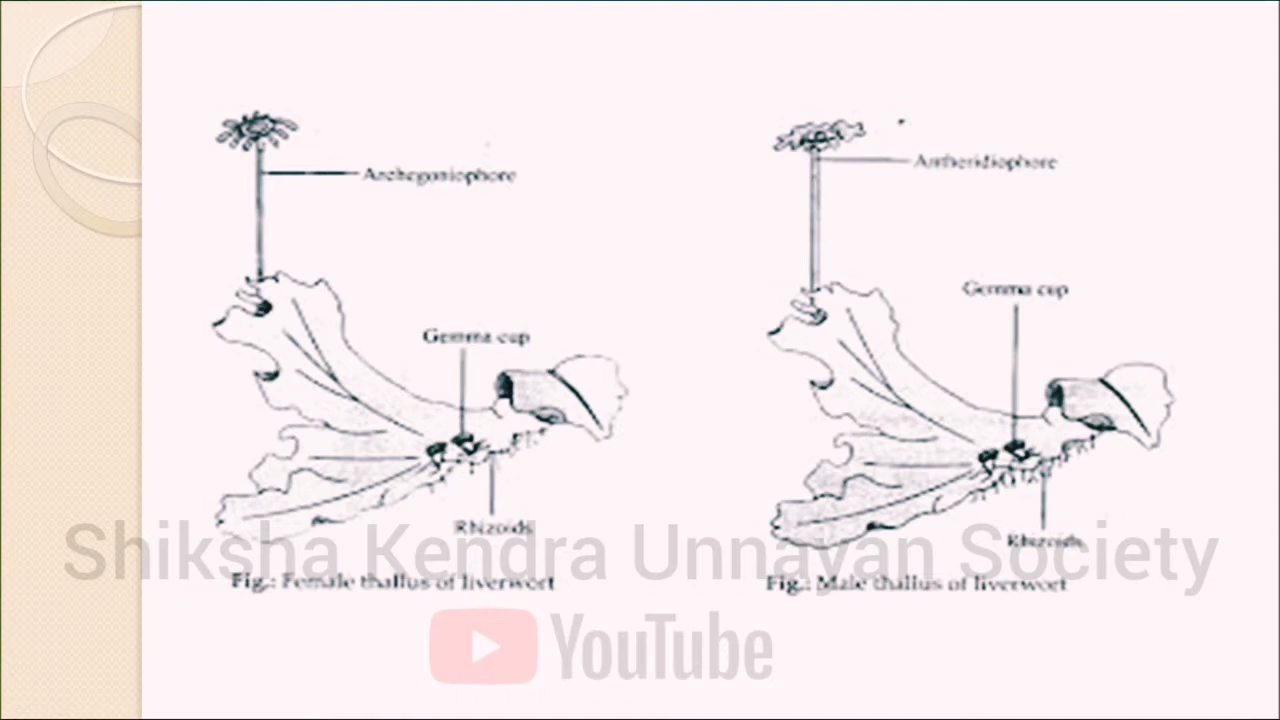 Archegoniophore
Antheridiophore
Gemma cup
Gemma cup
Rhizoids
Rhizoids
Shiksha Kendra Unnayan Society
Fig.: Female thallus of liverwort
Fig.: Male thallus of liverwort
YouTube